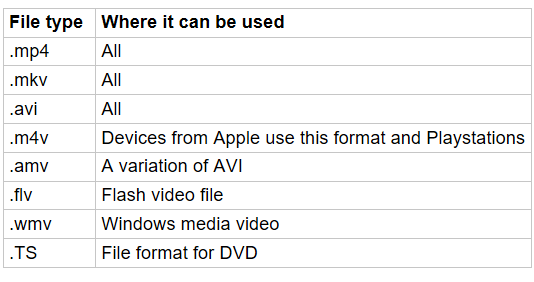 File type Where it can be used
.mp4 All
.mkv All
.avi All
.m4v Devices from Apple use this format and Playstations
.amv A variation of AVI
.flv Flash video file
.wmv Windows media video
.TS File format for DVD